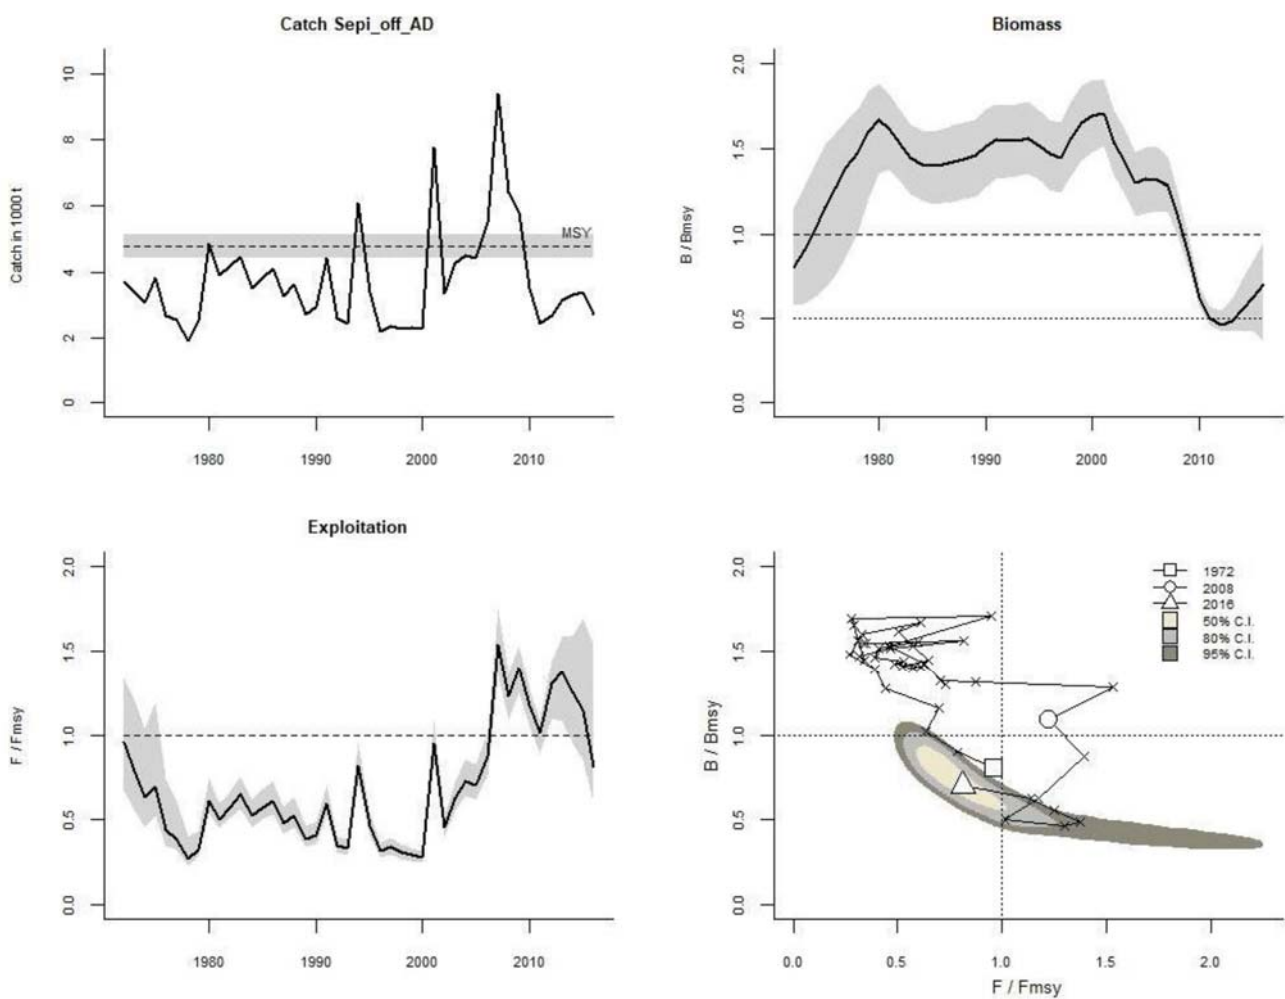 Catch Sepi_off_AD
Catch in 1000 t
10
8
6
4
2
0
MSY
1980 1990 2000 2010
Biomass
B / Bmsy
2.0
1.5
1.0
0.5
0.0
1980 1990 2000 2010
Exploitation
F / Fmsy
2.0
1.5
1.0
0.5
0.0
1980 1990 2000 2010
B / Bmsy
2.0
1.5
1.0
0.5
0.0
1972
2008
2016
50% C.I.
80% C.I.
95% C.I.
0.0 0.5 1.0 1.5 2.0
F / Fmsy